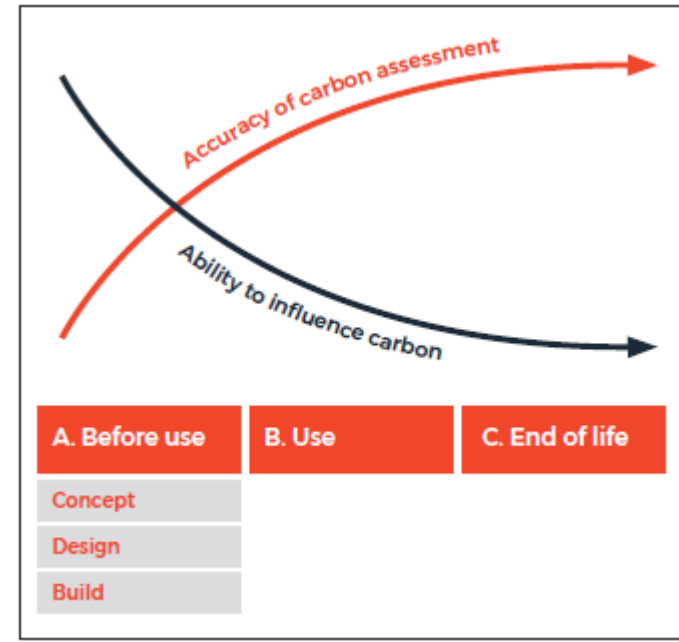 Accuracy of carbon assessment
Ability to influence carbon
A. Before use
B. Use
C. End of life
Concept
Design
Build